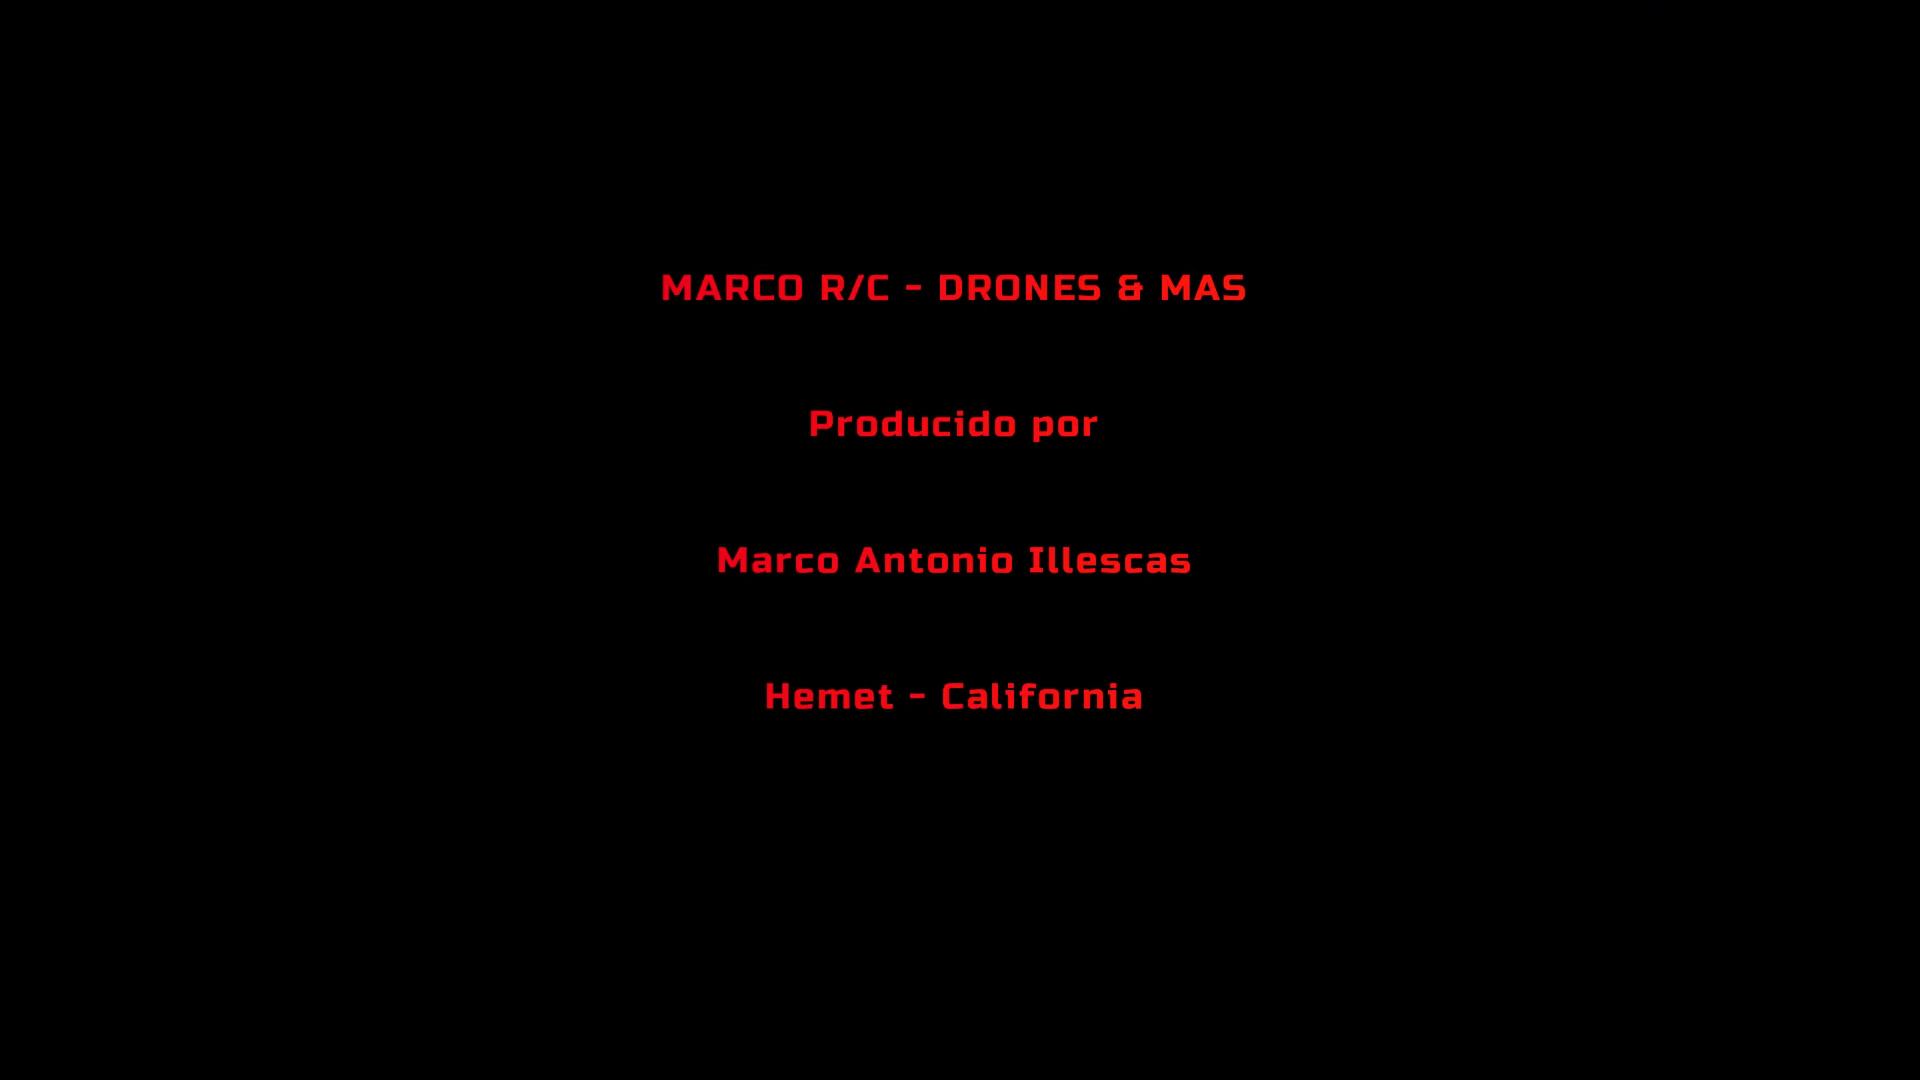 MARCO R/C - DRONES & MAS
Producido por
Marco Antonio Illescas
Hemet - California